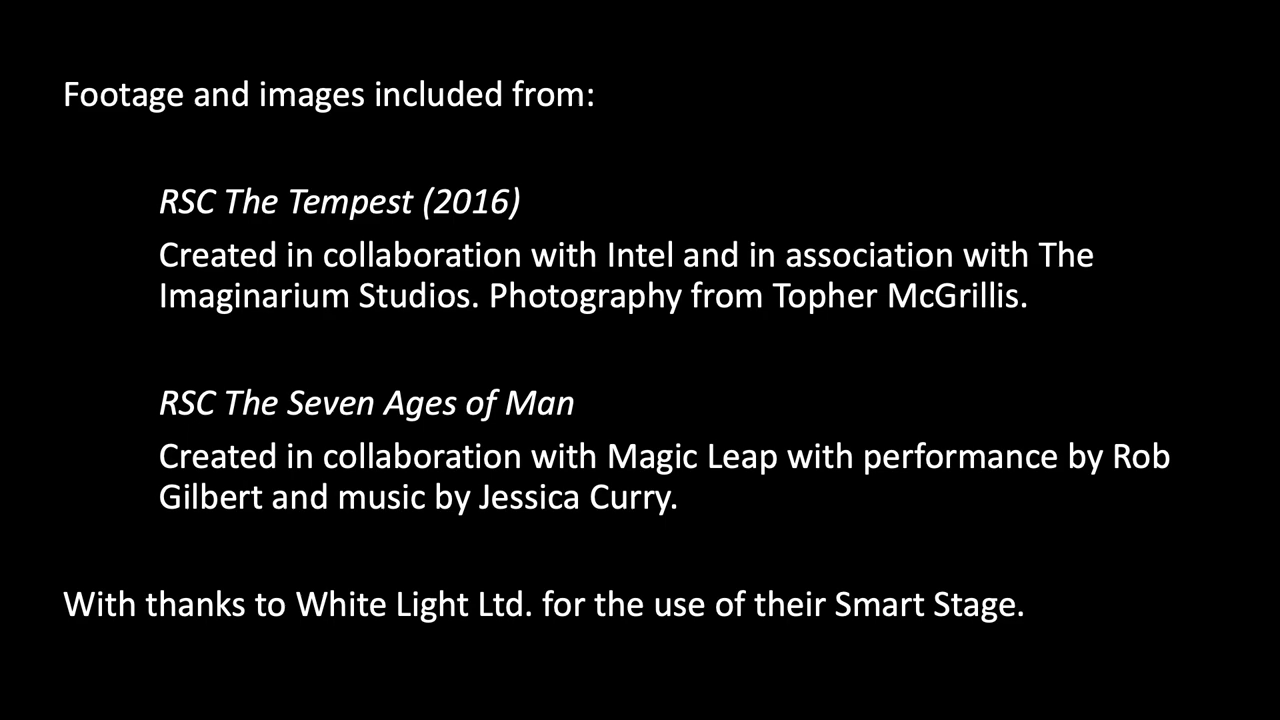 Footage and images included from:
RSC The Tempest (2016)
Created in collaboration with Intel and in association with The
Imaginarium Studios. Photography from Topher McGrillis.
RSC The Seven Ages of Man
Created in collaboration with Magic Leap with performance by Rob
Gilbert and music by Jessica Curry.
With thanks to White Light Ltd. for the use of their Smart Stage.